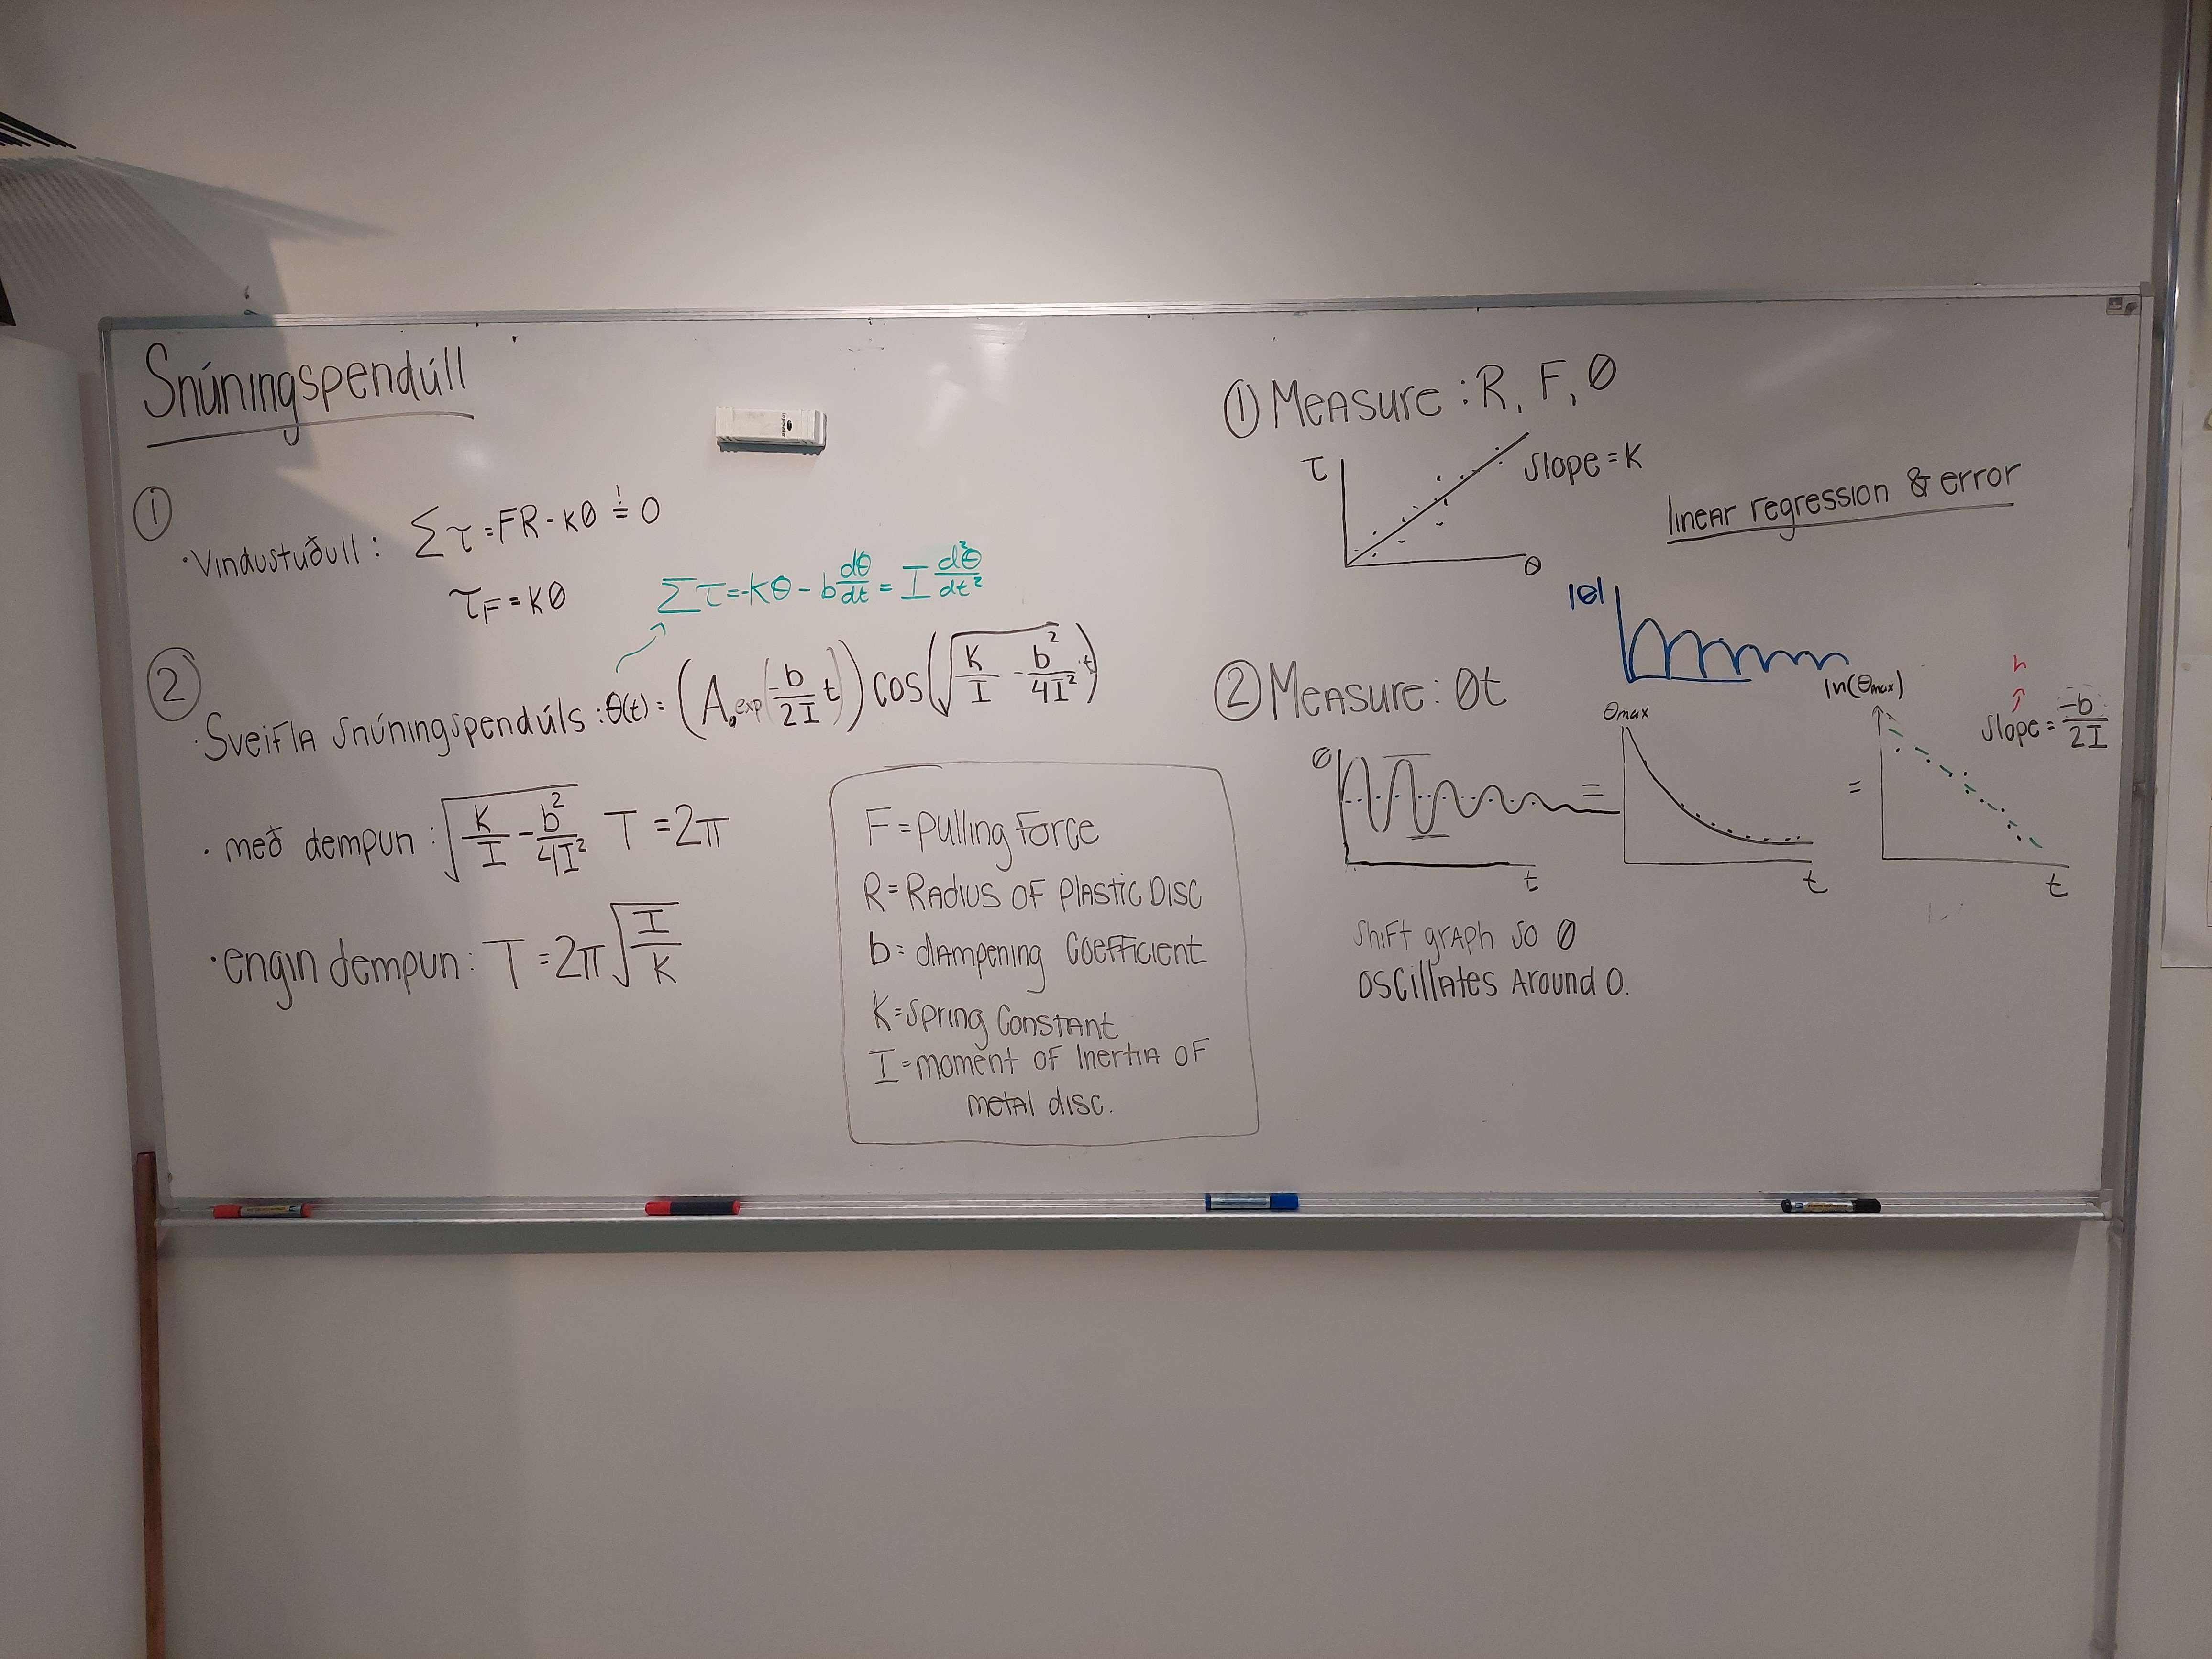 Snúningspendúll
①
· Vindustuðull : Στ = FR - κØ ≟ 0
τF = κØ
Στ = -kθ - b dθ/dt = I d²θ/dt²
②
· Sveifla snúningspendúls : θ(t) = (A₀ exp(-b/2I t)) cos(√(K/I - b²/4I²) · t)
· með dempun : √(K/I - b²/4I²) T = 2π
· engin dempun : T = 2π √(I/K)
F = Pulling Force
R = Radius of Plastic Disc
b = dampening Coefficient
K = Spring Constant
I = moment of Inertia of
metal disc.
① Measure : R, F, Ø
τ
Slope = K
θ
linear regression & error
|θ|
② Measure : Øt
Ø
t
=
θmax
t
=
ln(θmax)
t
h
Slope = -b/2I
Shift graph so Ø
Oscillates Around 0.